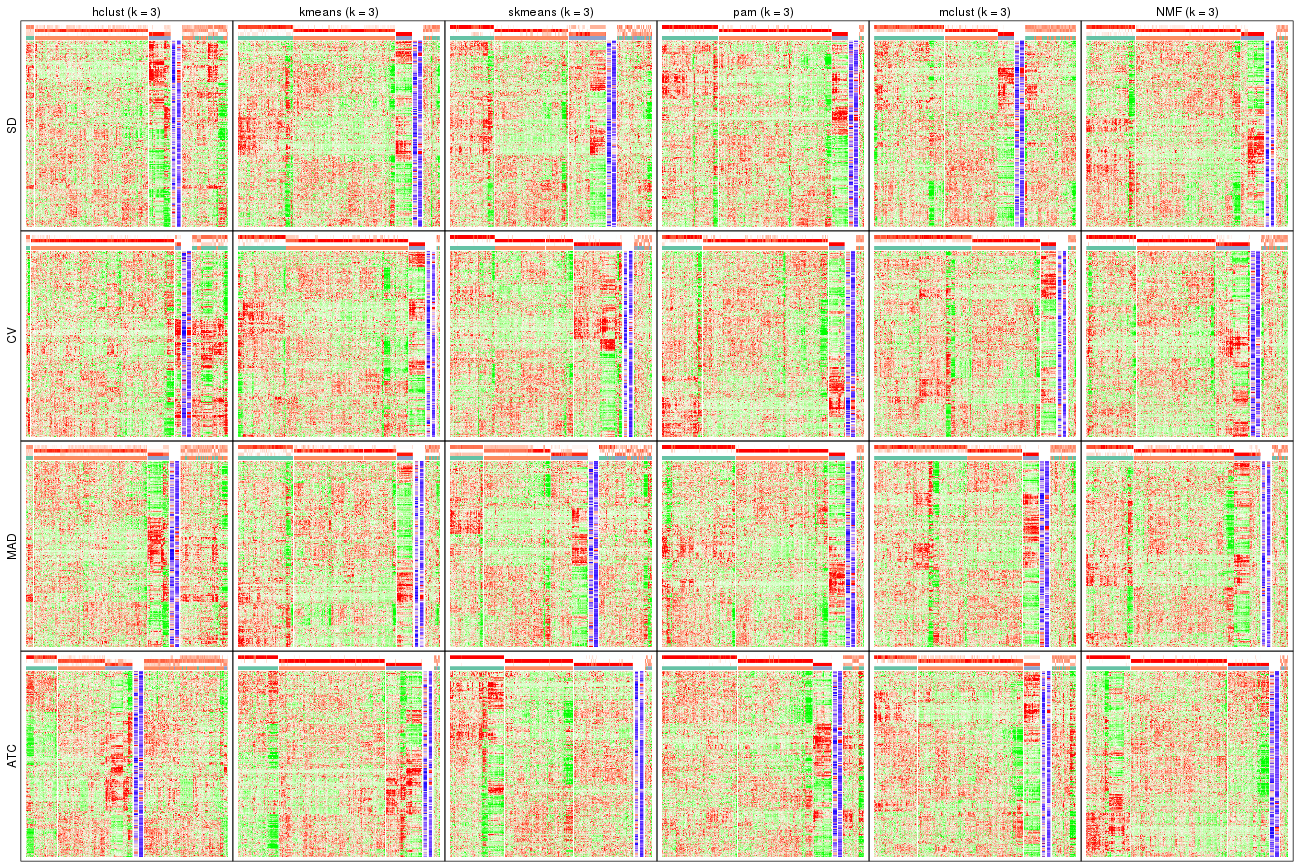 hclust (k = 3) kmeans (k = 3) skmeans (k = 3) pam (k = 3) mclust (k = 3) NMF (k = 3)
SD
CV
MAD
ATC